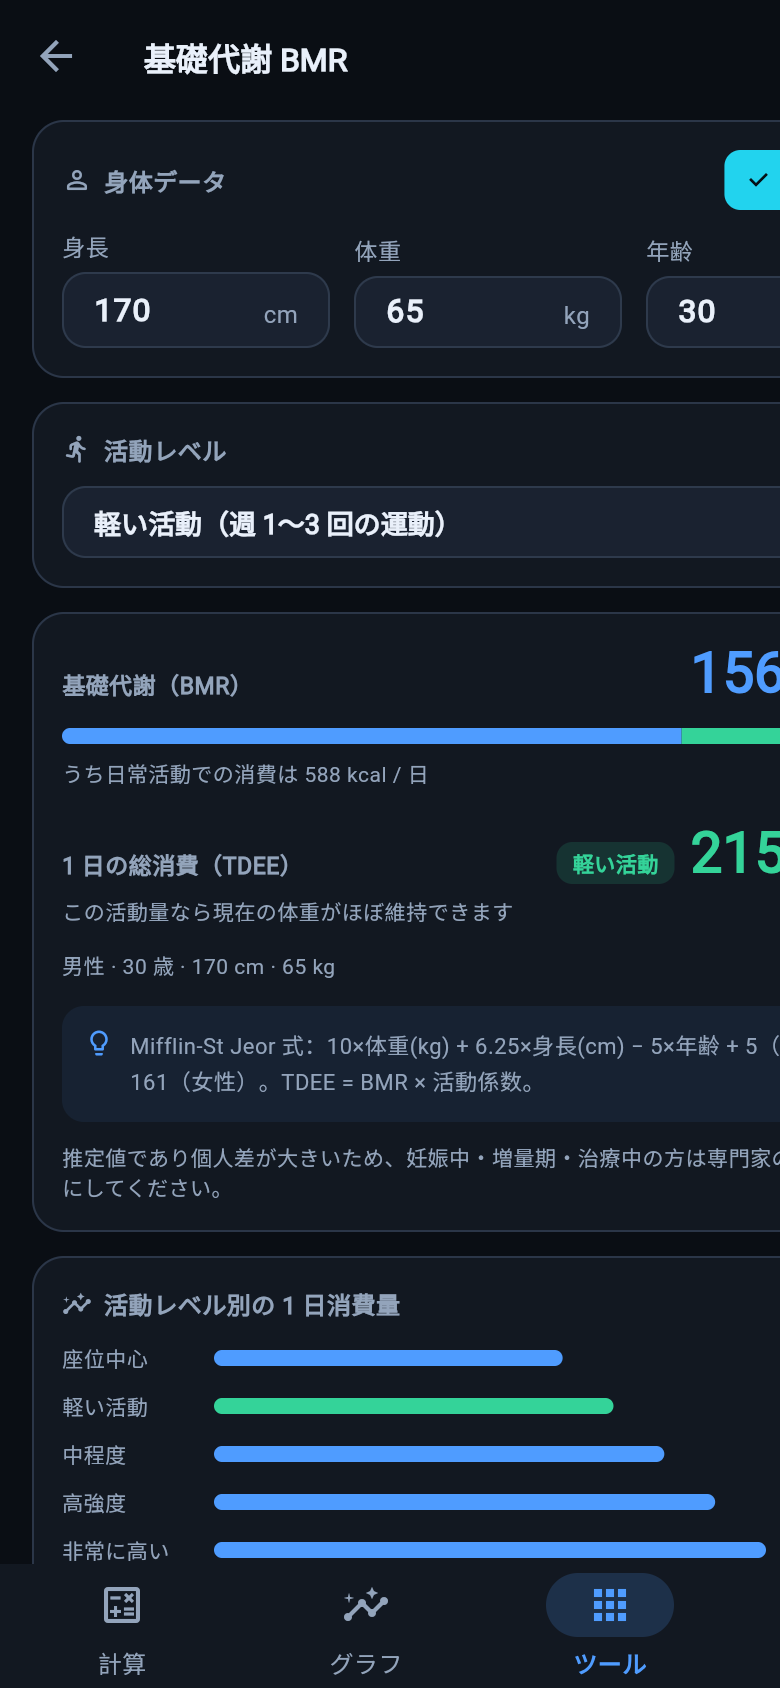 基礎代謝 BMR
身体データ
身長 体重 年齢
170 cm 65 kg 30
活動レベル
軽い活動（週 1〜3 回の運動）
基礎代謝（BMR） 156
うち日常活動での消費は 588 kcal / 日
1 日の総消費（TDEE） 軽い活動 215
この活動量なら現在の体重がほぼ維持できます
男性 · 30 歳 · 170 cm · 65 kg
Mifflin-St Jeor 式：10×体重(kg) + 6.25×身長(cm) − 5×年齢 + 5（
161（女性）。TDEE = BMR × 活動係数。
推定値であり個人差が大きいため、妊娠中・増量期・治療中の方は専門家の
にしてください。
活動レベル別の 1 日消費量
座位中心
軽い活動
中程度
高強度
非常に高い
計算 グラフ ツール